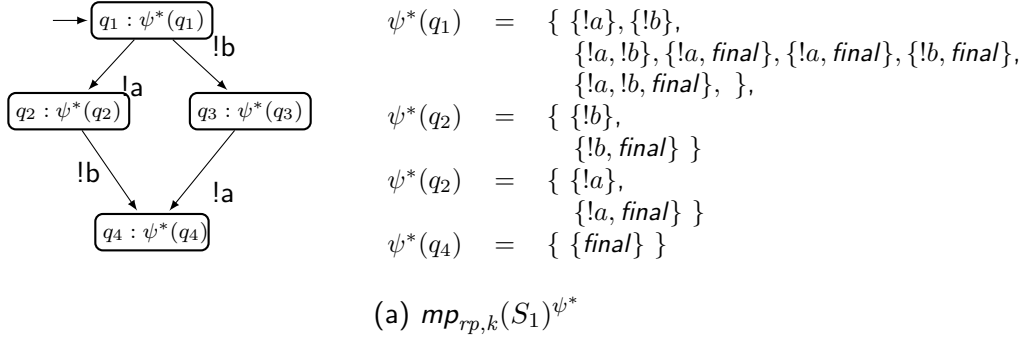 q₁ : ψ*(q₁)
!b
!a
q₂ : ψ*(q₂)
q₃ : ψ*(q₃)
!b
!a
q₄ : ψ*(q₄)
ψ*(q₁) = { {!a}, {!b},
{!a, !b}, {!a, final}, {!a, final}, {!b, final},
{!a, !b, final}, },
ψ*(q₂) = { {!b},
{!b, final} }
ψ*(q₂) = { {!a},
{!a, final} }
ψ*(q₄) = { {final} }
(a) mp_{rp,k}(S₁)^{ψ*}